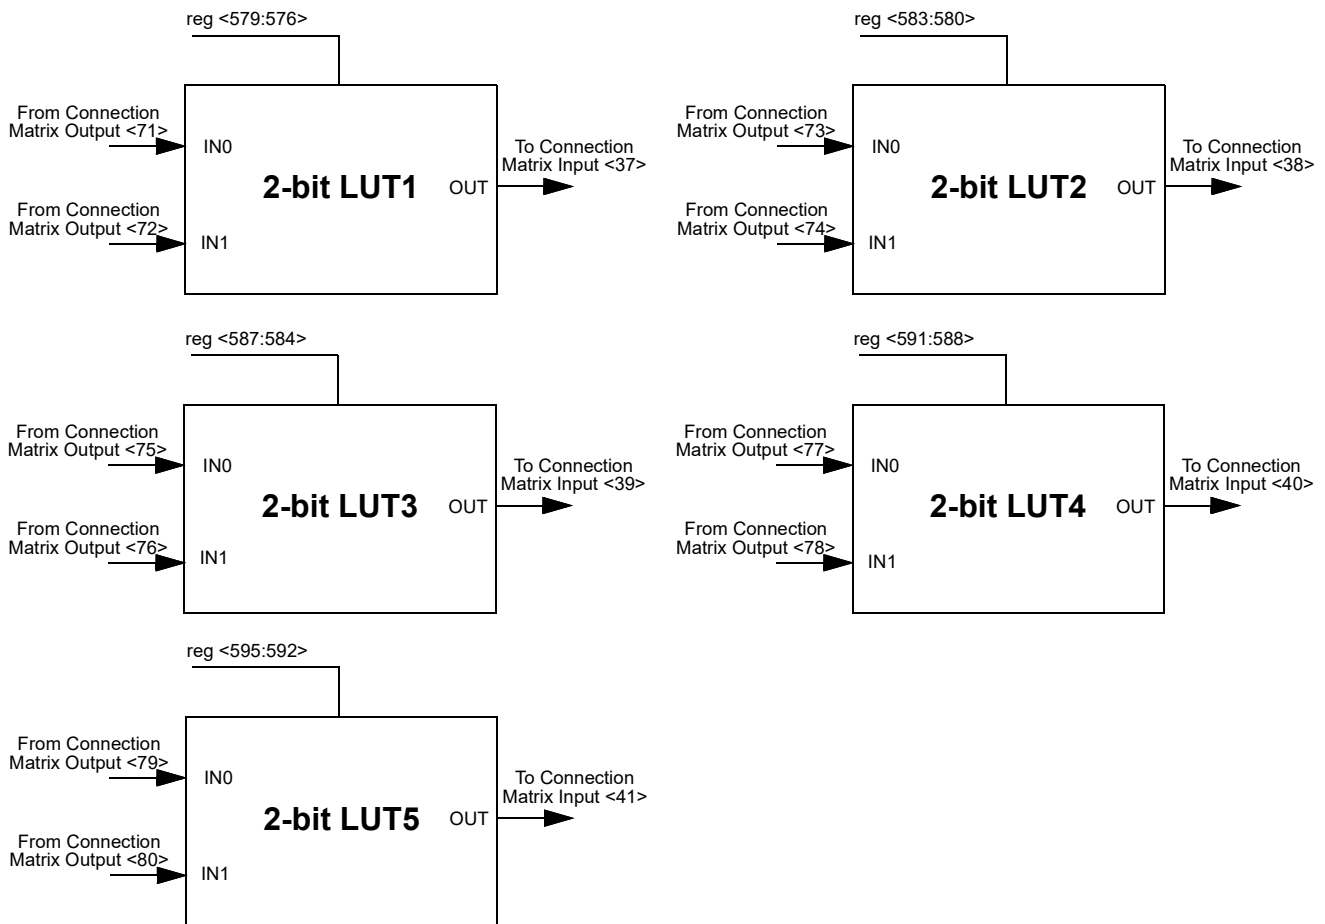 reg <579:576>
From Connection
Matrix Output <71>
IN0
From Connection
Matrix Output <72>
IN1
2-bit LUT1
OUT
To Connection
Matrix Input <37>
reg <583:580>
From Connection
Matrix Output <73>
IN0
From Connection
Matrix Output <74>
IN1
2-bit LUT2
OUT
To Connection
Matrix Input <38>
reg <587:584>
From Connection
Matrix Output <75>
IN0
From Connection
Matrix Output <76>
IN1
2-bit LUT3
OUT
To Connection
Matrix Input <39>
reg <591:588>
From Connection
Matrix Output <77>
IN0
From Connection
Matrix Output <78>
IN1
2-bit LUT4
OUT
To Connection
Matrix Input <40>
reg <595:592>
From Connection
Matrix Output <79>
IN0
From Connection
Matrix Output <80>
IN1
2-bit LUT5
OUT
To Connection
Matrix Input <41>